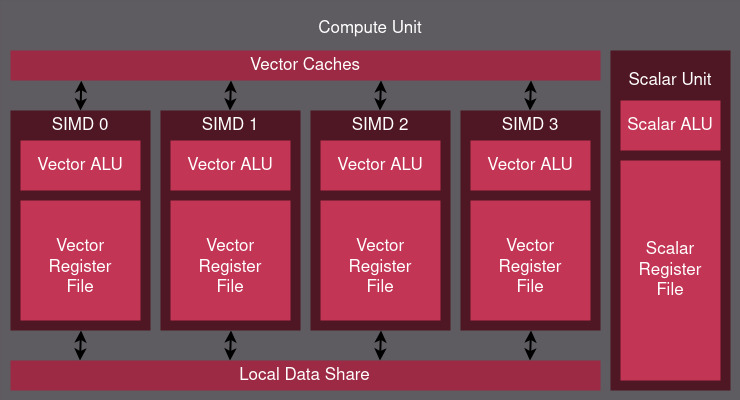 Compute Unit
Vector Caches
Scalar Unit
Scalar ALU
Scalar
Register
File
SIMD 0
Vector ALU
Vector
Register
File
SIMD 1
Vector ALU
Vector
Register
File
SIMD 2
Vector ALU
Vector
Register
File
SIMD 3
Vector ALU
Vector
Register
File
Local Data Share